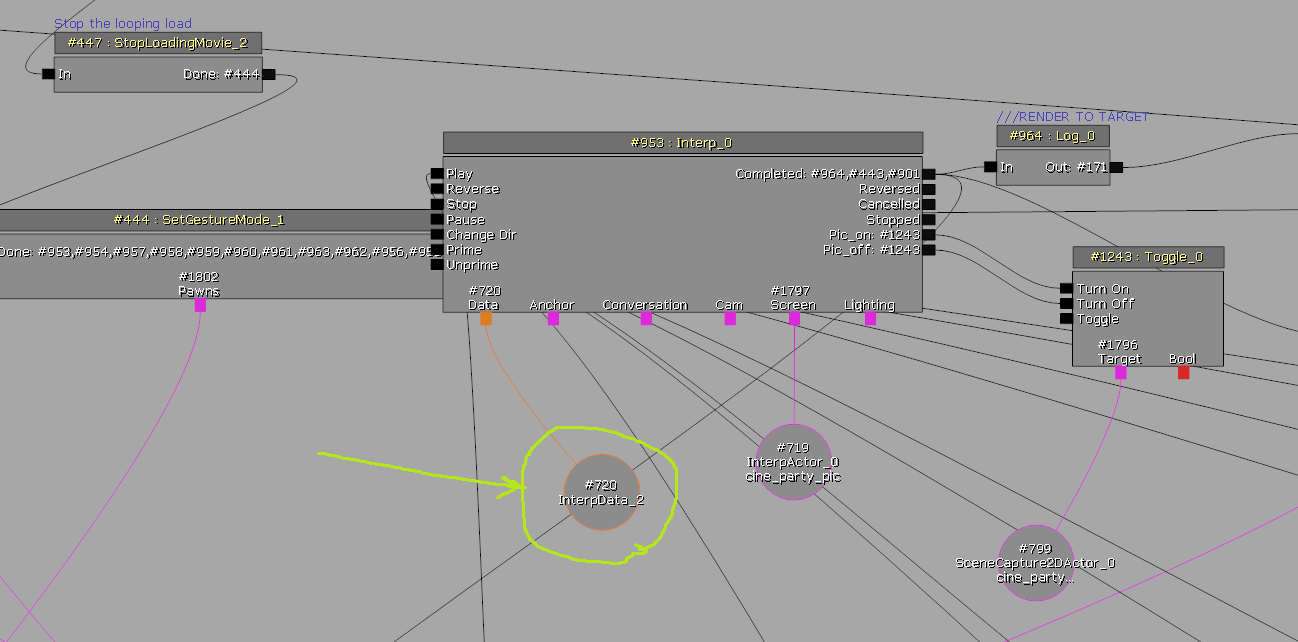 Stop the looping load
#447 : StopLoadingMovie_2
In
Done: #444
///RENDER TO TARGET
#964 : Log_0
In
Out: #171
#953 : Interp_0
Play
Reverse
Stop
Pause
Change Dir
Prime
Unprime
Completed: #964,#443,#901
Reversed
Cancelled
Stopped
Pic_on: #1243
Pic_off: #1243
#720
Data
Anchor
Conversation
Cam
#1797
Screen
Lighting
#444 : SetGestureMode_1
Done: #953,#954,#957,#958,#959,#960,#961,#963,#962,#956,#95
#1802
Pawns
#1243 : Toggle_0
Turn On
Turn Off
Toggle
#1796
Target
Bool
#719
InterpActor_0
cine_party_pic
#720
InterpData_2
#799
SceneCapture2DActor_0
cine_party...